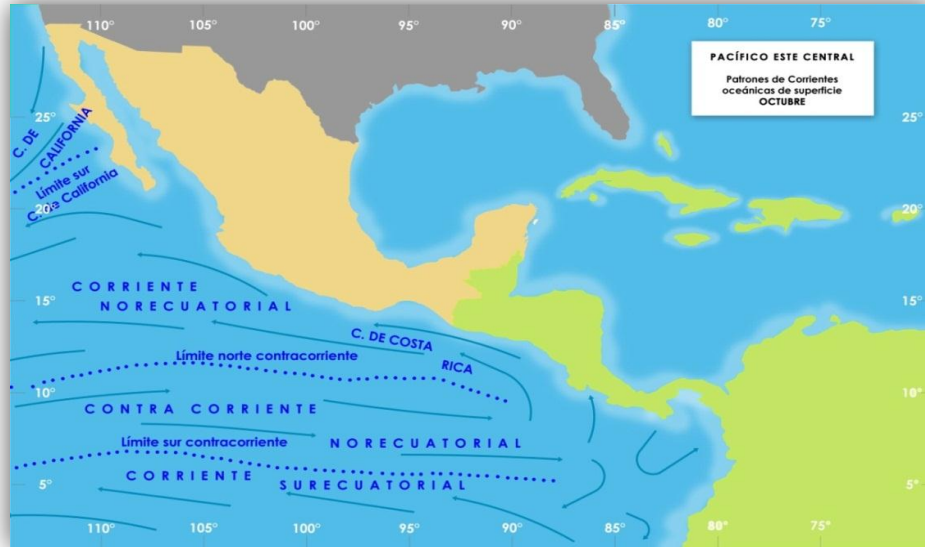 110°
105°
100°
95°
90°
85°
80°
75°
PACÍFICO ESTE CENTRAL
Patrones de Corrientes
oceánicas de superficie
OCTUBRE
25°
25°
C. DE
CALIFORNIA
Límite sur
C. de California
20°
20°
CORRIENTE
NORECUATORIAL
15°
15°
C. DE COSTA
RICA
Límite norte contracorriente
10°
10°
CONTRA CORRIENTE
NORECUATORIAL
Límite sur contracorriente
CORRIENTE
SURECUATORIAL
5°
5°
110°
105°
100°
95°
90°
85°
80°
75°